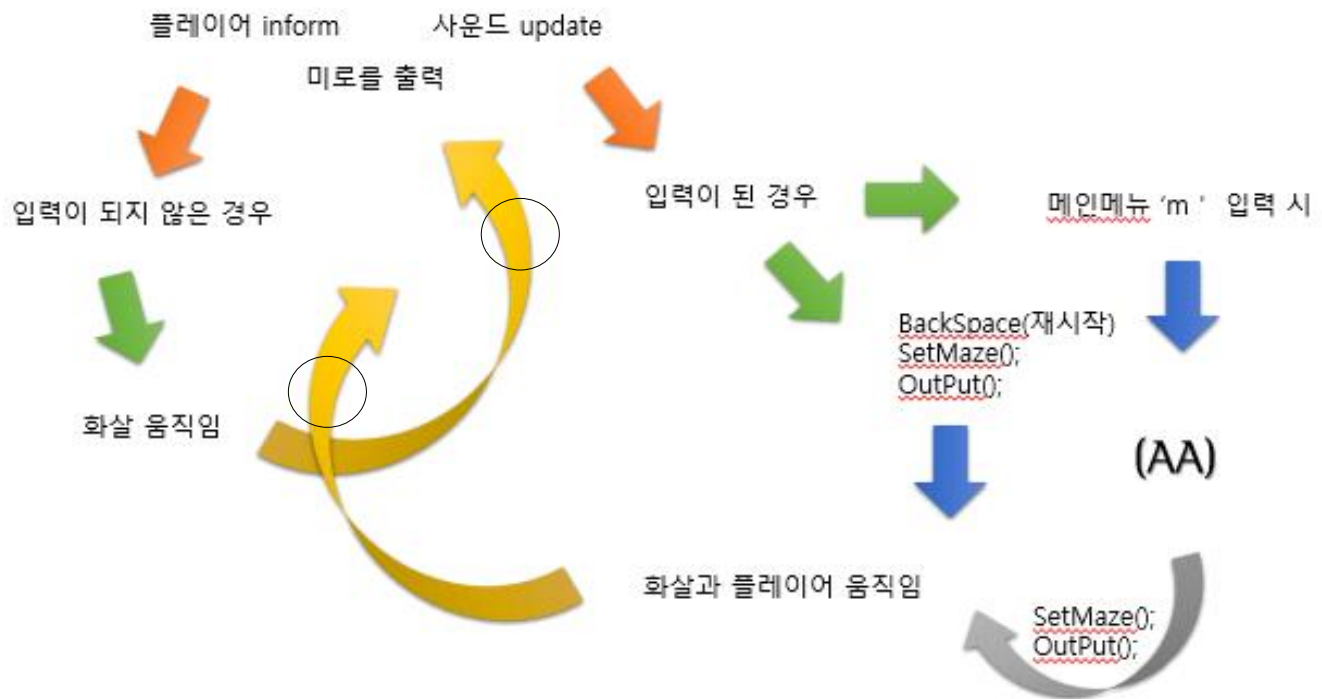 플레이어 inform
사운드 update
미로를 출력
입력이 되지 않은 경우
입력이 된 경우
메인메뉴 ‘m ’ 입력 시
BackSpace(재시작)
SetMaze();
OutPut();
화살 움직임
(AA)
화살과 플레이어 움직임
SetMaze();
OutPut();